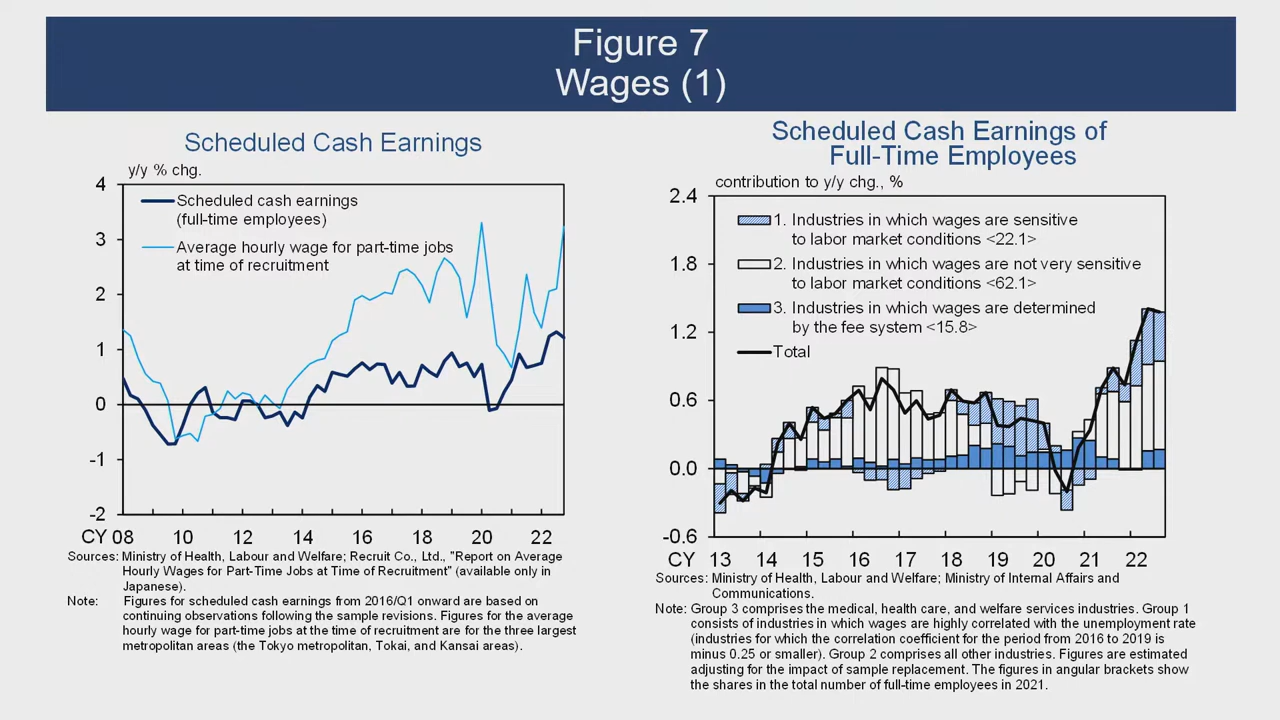 Figure 7
Wages (1)
Scheduled Cash Earnings
y/y % chg.
4
3
2
1
0
-1
-2
Scheduled cash earnings
(full-time employees)
Average hourly wage for part-time jobs
at time of recruitment
CY 08 10 12 14 16 18 20 22
Sources: Ministry of Health, Labour and Welfare; Recruit Co., Ltd., "Report on Average
Hourly Wages for Part-Time Jobs at Time of Recruitment" (available only in
Japanese).
Note: Figures for scheduled cash earnings from 2016/Q1 onward are based on
continuing observations following the sample revisions. Figures for the average
hourly wage for part-time jobs at the time of recruitment are for the three largest
metropolitan areas (the Tokyo metropolitan, Tokai, and Kansai areas).
Scheduled Cash Earnings of
Full-Time Employees
contribution to y/y chg., %
2.4
1.8
1.2
0.6
0.0
-0.6
1. Industries in which wages are sensitive
to labor market conditions <22.1>
2. Industries in which wages are not very sensitive
to labor market conditions <62.1>
3. Industries in which wages are determined
by the fee system <15.8>
Total
CY 13 14 15 16 17 18 19 20 21 22
Sources: Ministry of Health, Labour and Welfare; Ministry of Internal Affairs and
Communications.
Note: Group 3 comprises the medical, health care, and welfare services industries. Group 1
consists of industries in which wages are highly correlated with the unemployment rate
(industries for which the correlation coefficient for the period from 2016 to 2019 is
minus 0.25 or smaller). Group 2 comprises all other industries. Figures are estimated
adjusting for the impact of sample replacement. The figures in angular brackets show
the shares in the total number of full-time employees in 2021.